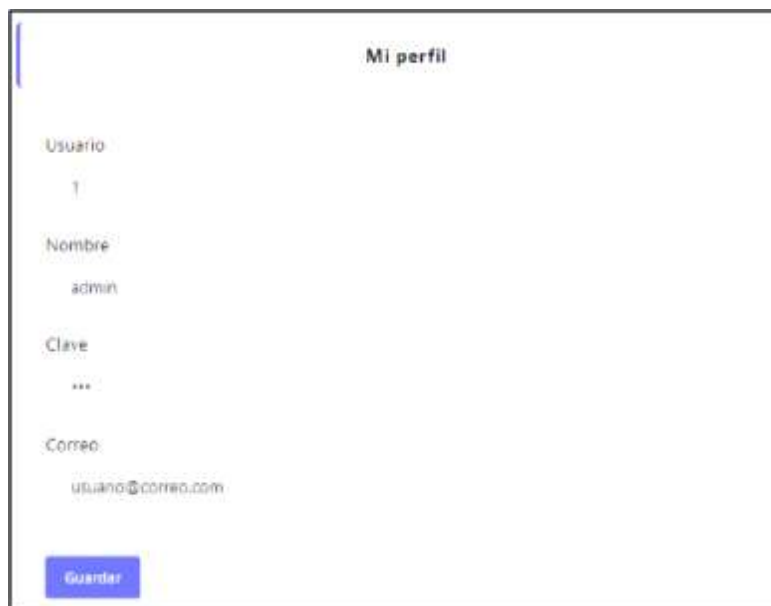 Mi perfil
Usuario
1
Nombre
admin
Clave
•••
Correo
usuario@correo.com
Guardar